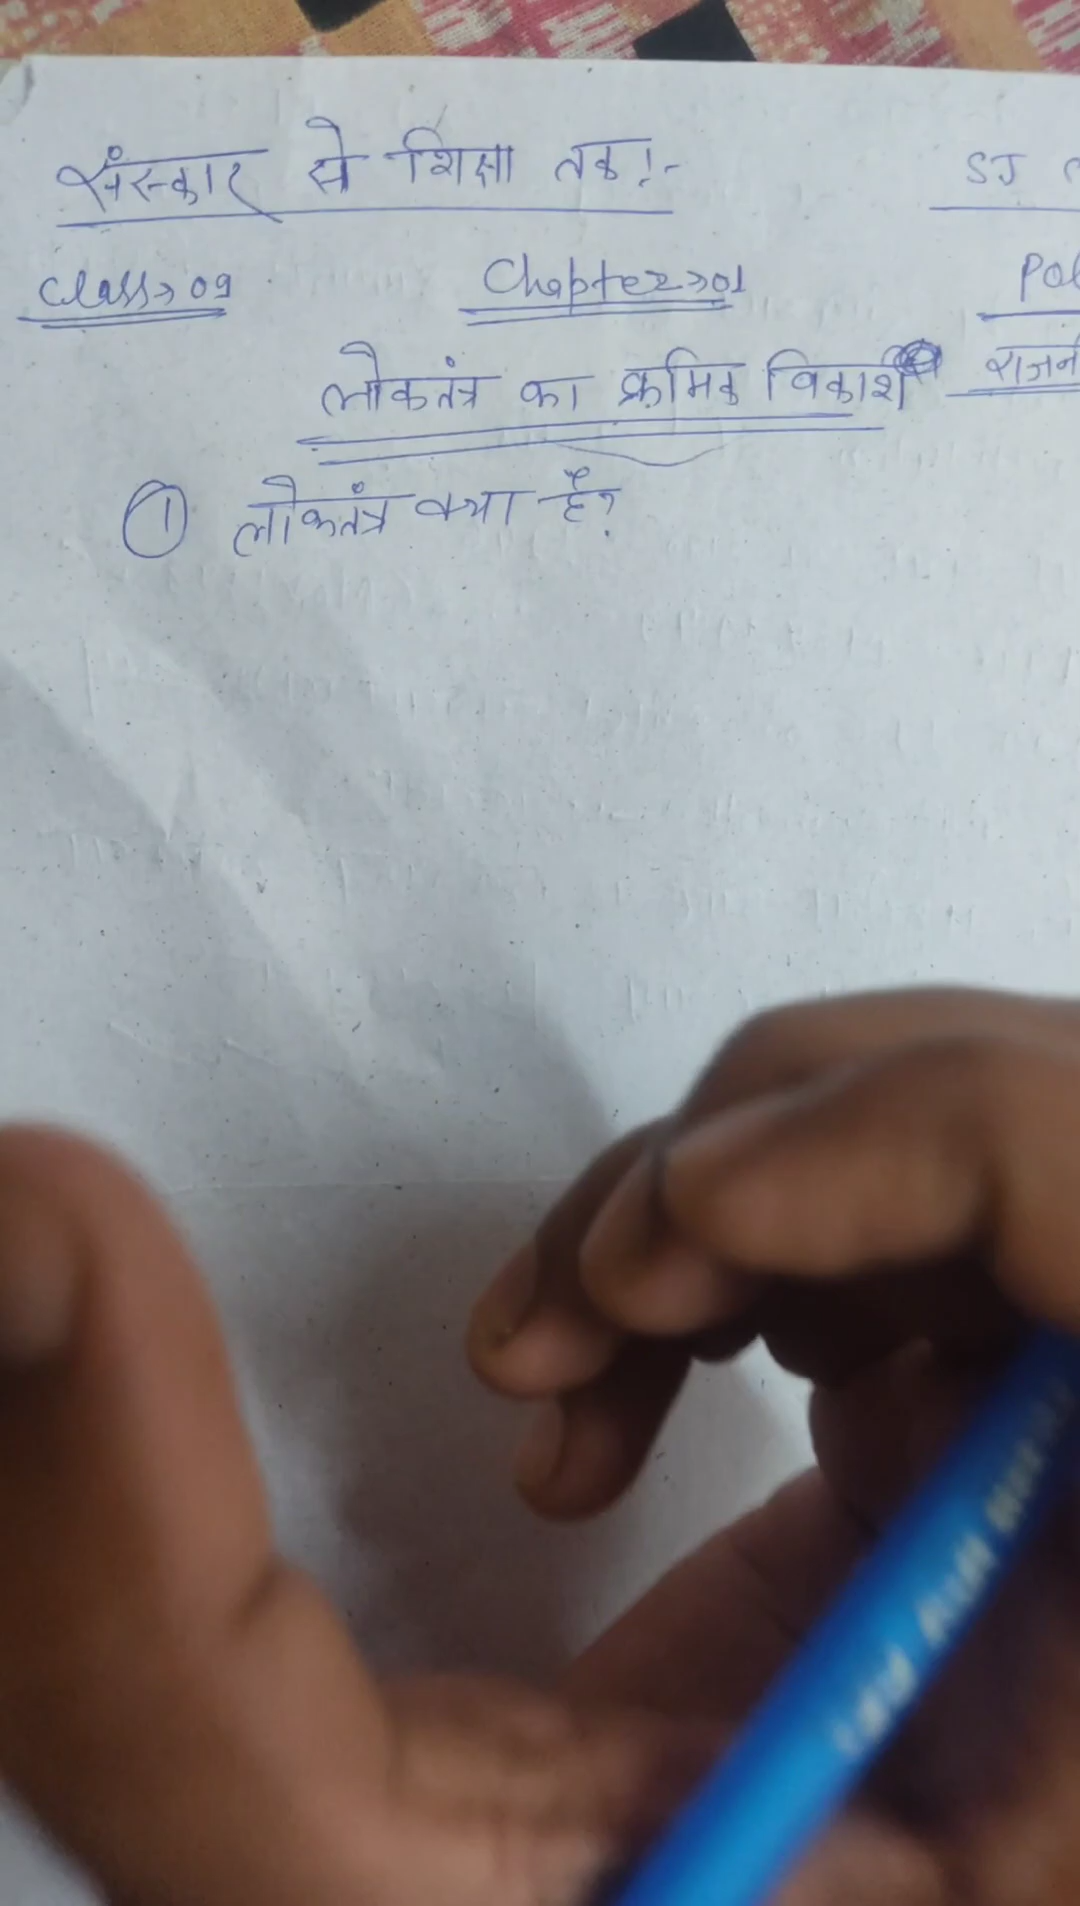 संस्कार से शिक्षा तक!- SJ
Class→09 Chapter→01 Pol
लोकतंत्र का क्रमिक विकाश राजन
① लोकतंत्र क्या है?